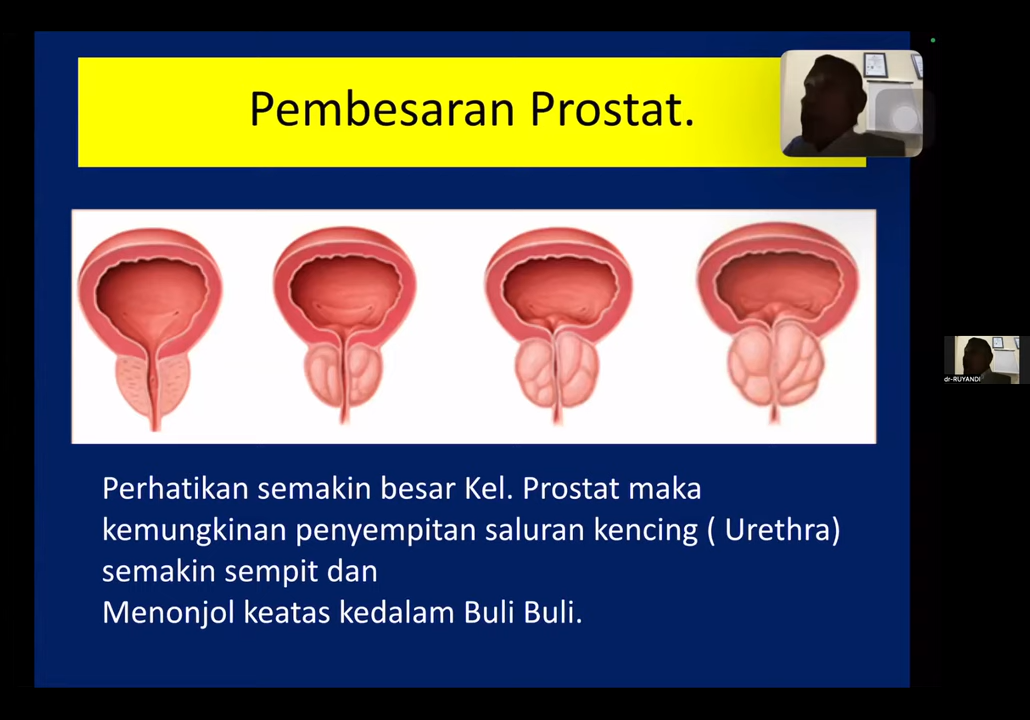 Pembesaran Prostat.
Perhatikan semakin besar Kel. Prostat maka
kemungkinan penyempitan saluran kencing ( Urethra)
semakin sempit dan
Menonjol keatas kedalam Buli Buli.
dr-RUYANDI